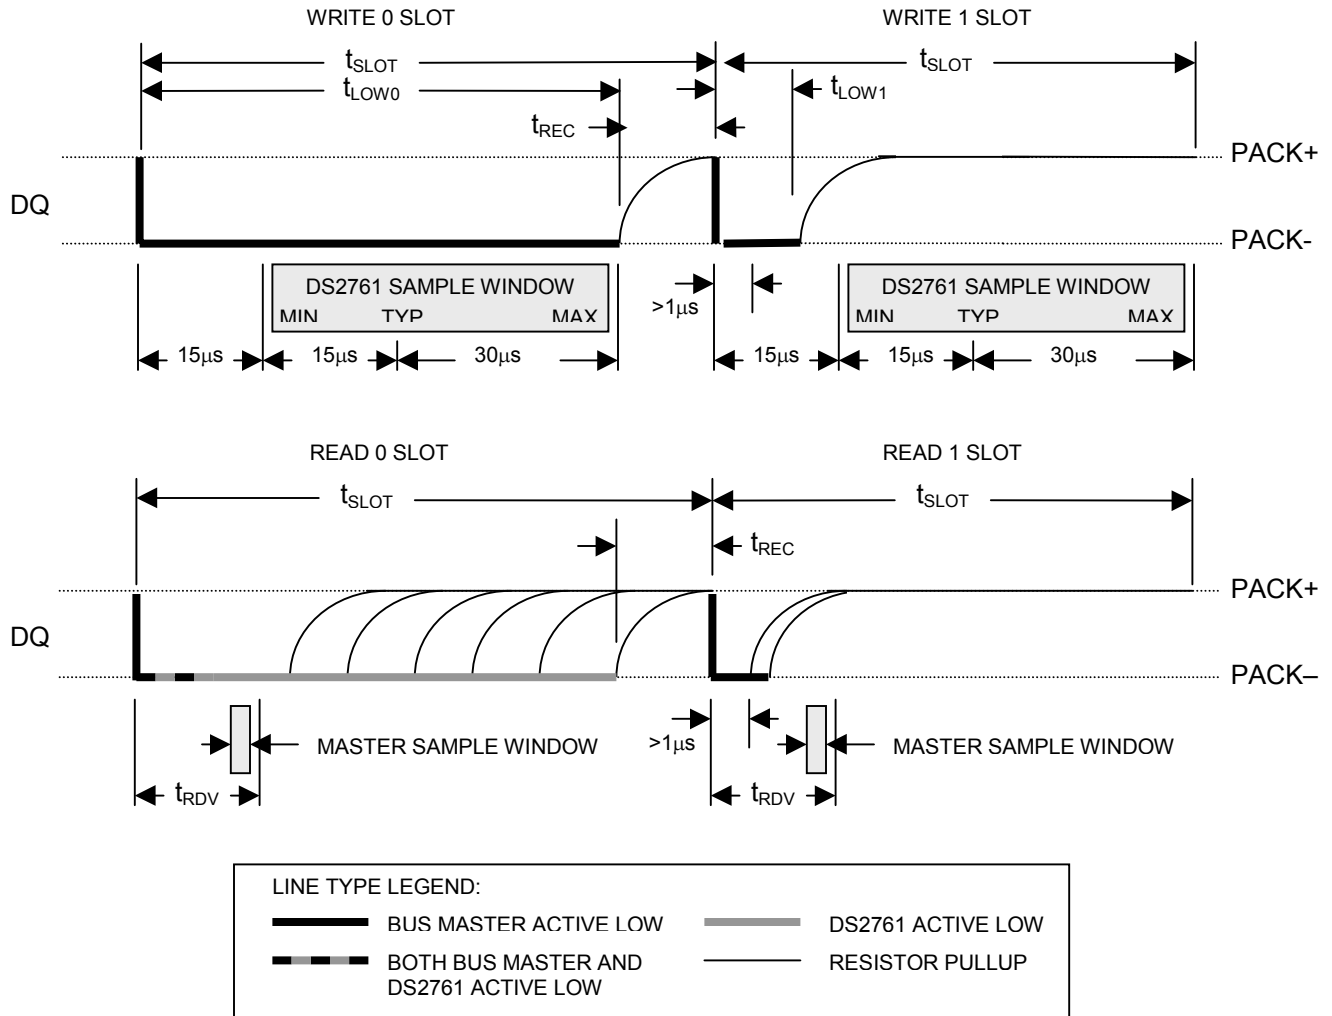 WRITE 0 SLOT
WRITE 1 SLOT
tSLOT
tSLOT
tLOW0
tLOW1
tREC
PACK+
DQ
PACK-
DS2761 SAMPLE WINDOW
MIN TYP MAX
>1μs
DS2761 SAMPLE WINDOW
MIN TYP MAX
15μs 15μs 30μs
15μs 15μs 30μs
READ 0 SLOT
READ 1 SLOT
tSLOT
tSLOT
tREC
PACK+
DQ
PACK–
MASTER SAMPLE WINDOW
>1μs
MASTER SAMPLE WINDOW
tRDV
tRDV
LINE TYPE LEGEND:
BUS MASTER ACTIVE LOW
DS2761 ACTIVE LOW
BOTH BUS MASTER AND
DS2761 ACTIVE LOW
RESISTOR PULLUP